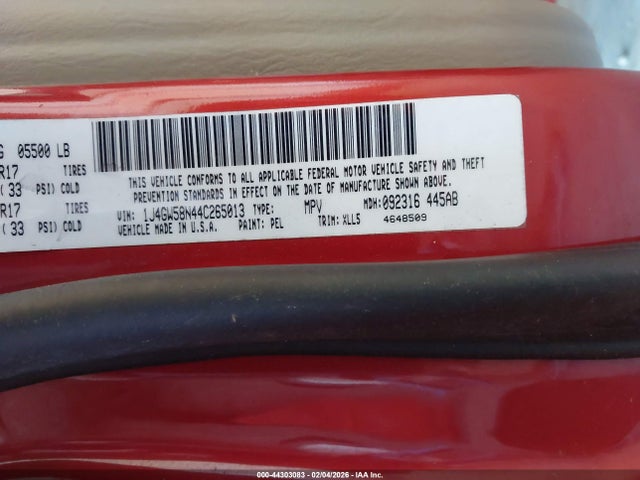 G 05500 LB
R17 TIRES
( 33 PSI) COLD
R17 TIRES
( 33 PSI) COLD
THIS VEHICLE CONFORMS TO ALL APPLICABLE FEDERAL MOTOR VEHICLE SAFETY AND THEFT
PREVENTION STANDARDS IN EFFECT ON THE DATE OF MANUFACTURE SHOWN ABOVE.
VIN: 1J4GW58N44C265013 TYPE: MPV MDH: 092316 445AB
VEHICLE MADE IN U.S.A. PAINT: PEL TRIM: XLL5 4648509
000-44303083 - 02/04/2026 - IAA Inc.